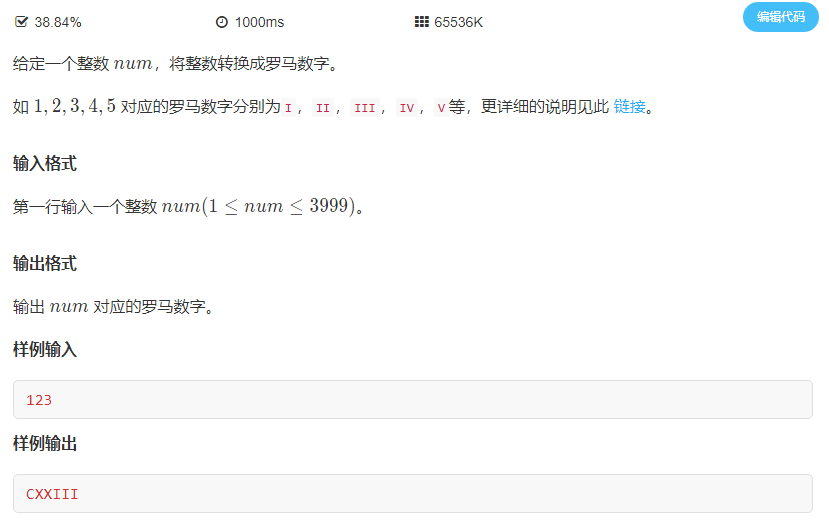 38.84% 1000ms 65536K 编辑代码
给定一个整数 num，将整数转换成罗马数字。
如 1, 2, 3, 4, 5 对应的罗马数字分别为 I ， II ， III ， IV ， V 等，更详细的说明见此 链接。
输入格式
第一行输入一个整数 num(1 ≤ num ≤ 3999)。
输出格式
输出 num 对应的罗马数字。
样例输入
123
样例输出
CXXIII